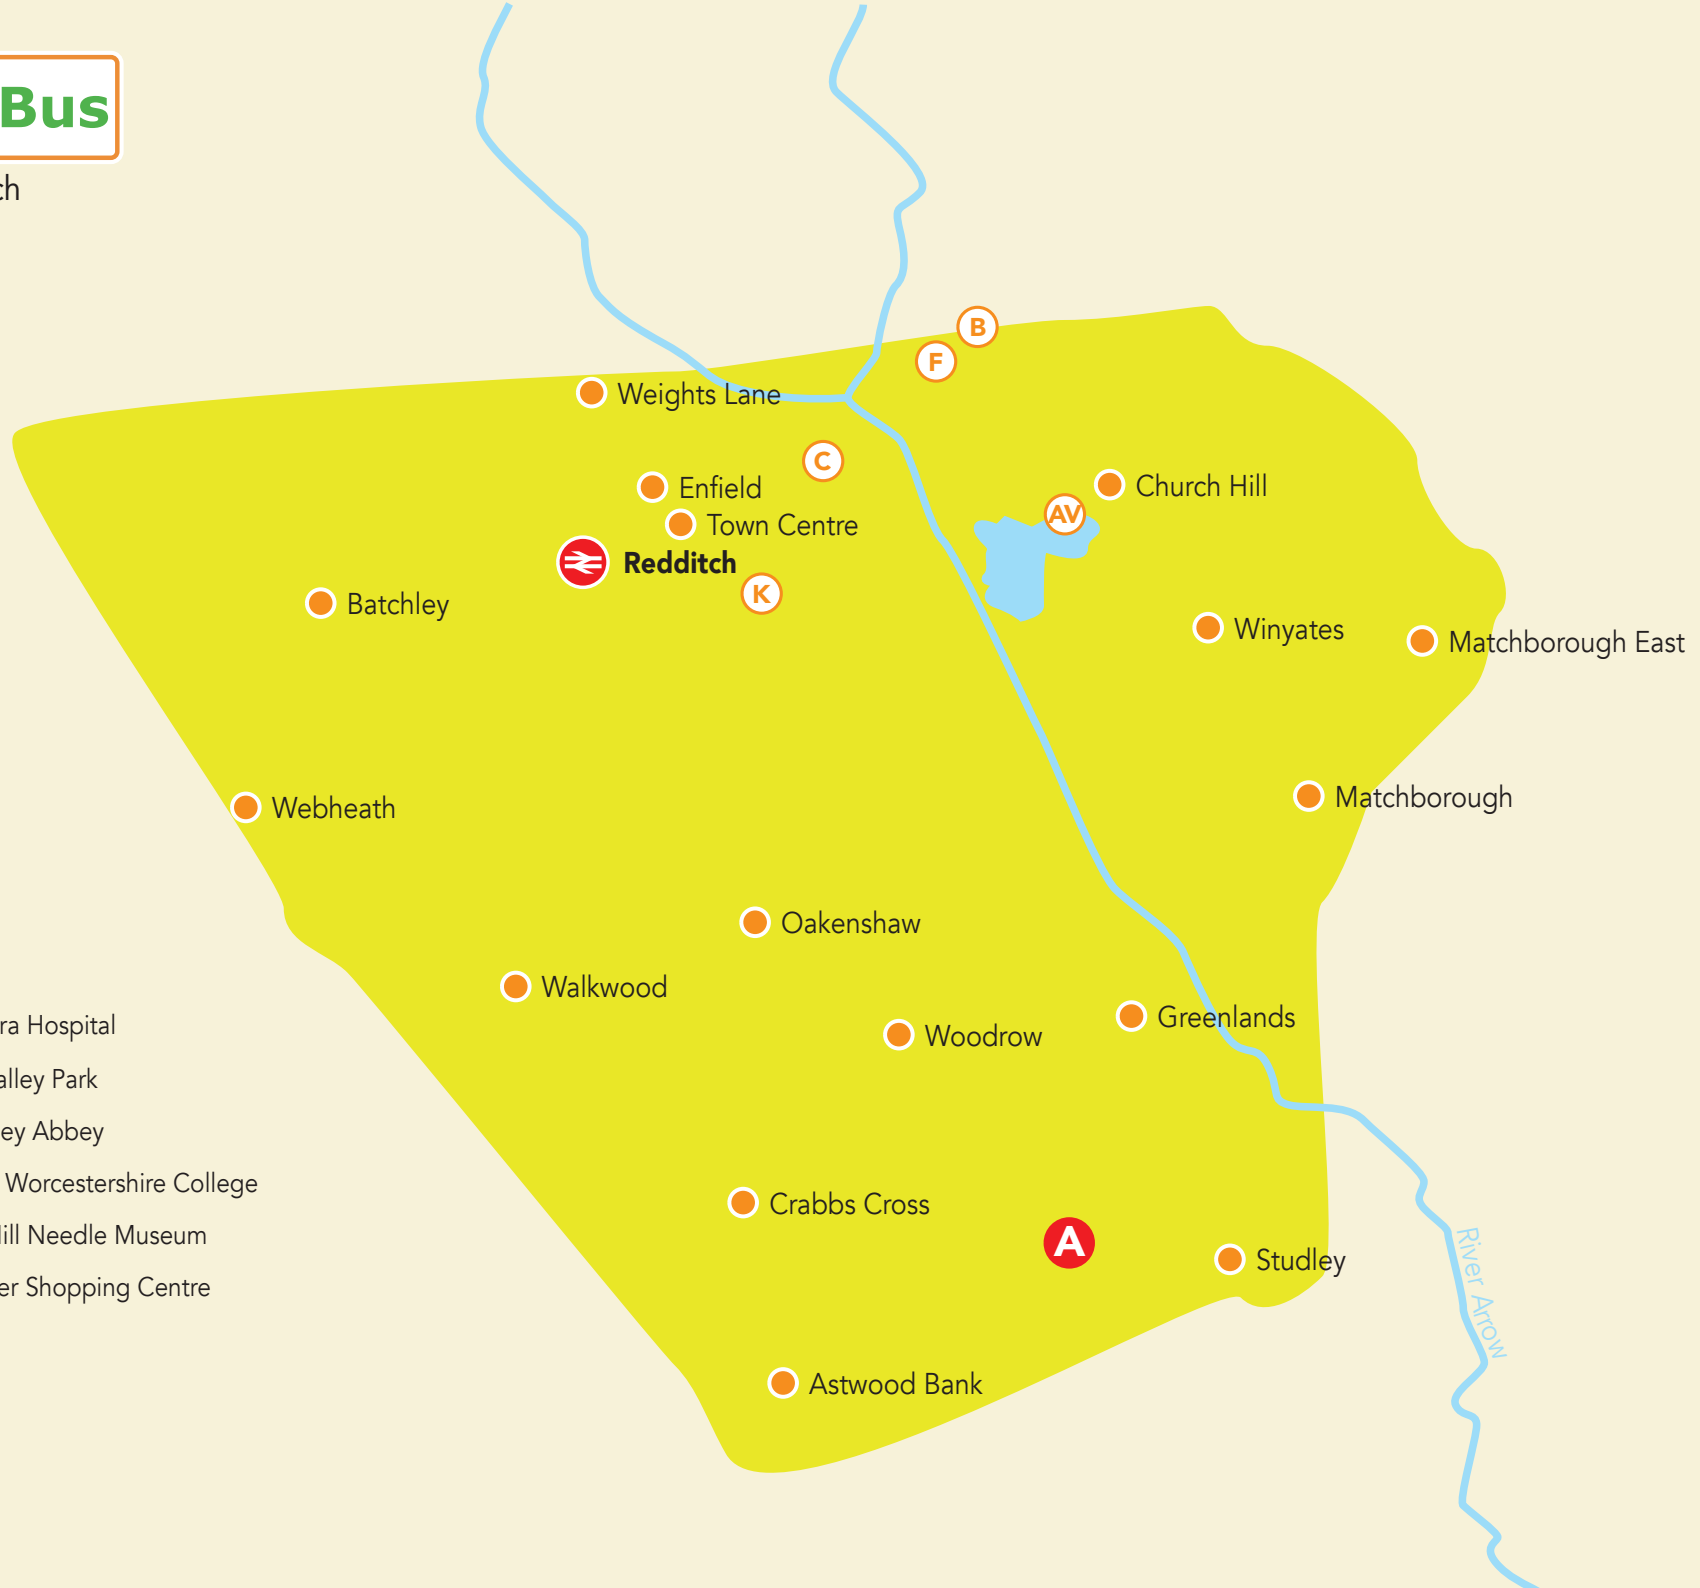 Bus
ch
B
F
Weights Lane
C
Enfield
Church Hill
AV
Town Centre
Redditch
K
Batchley
Winyates
Matchborough East
Webheath
Matchborough
Oakenshaw
Walkwood
Woodrow
Greenlands
ra Hospital
alley Park
ey Abbey
Worcestershire College
ill Needle Museum
er Shopping Centre
Crabbs Cross
A
Studley
River Arrow
Astwood Bank